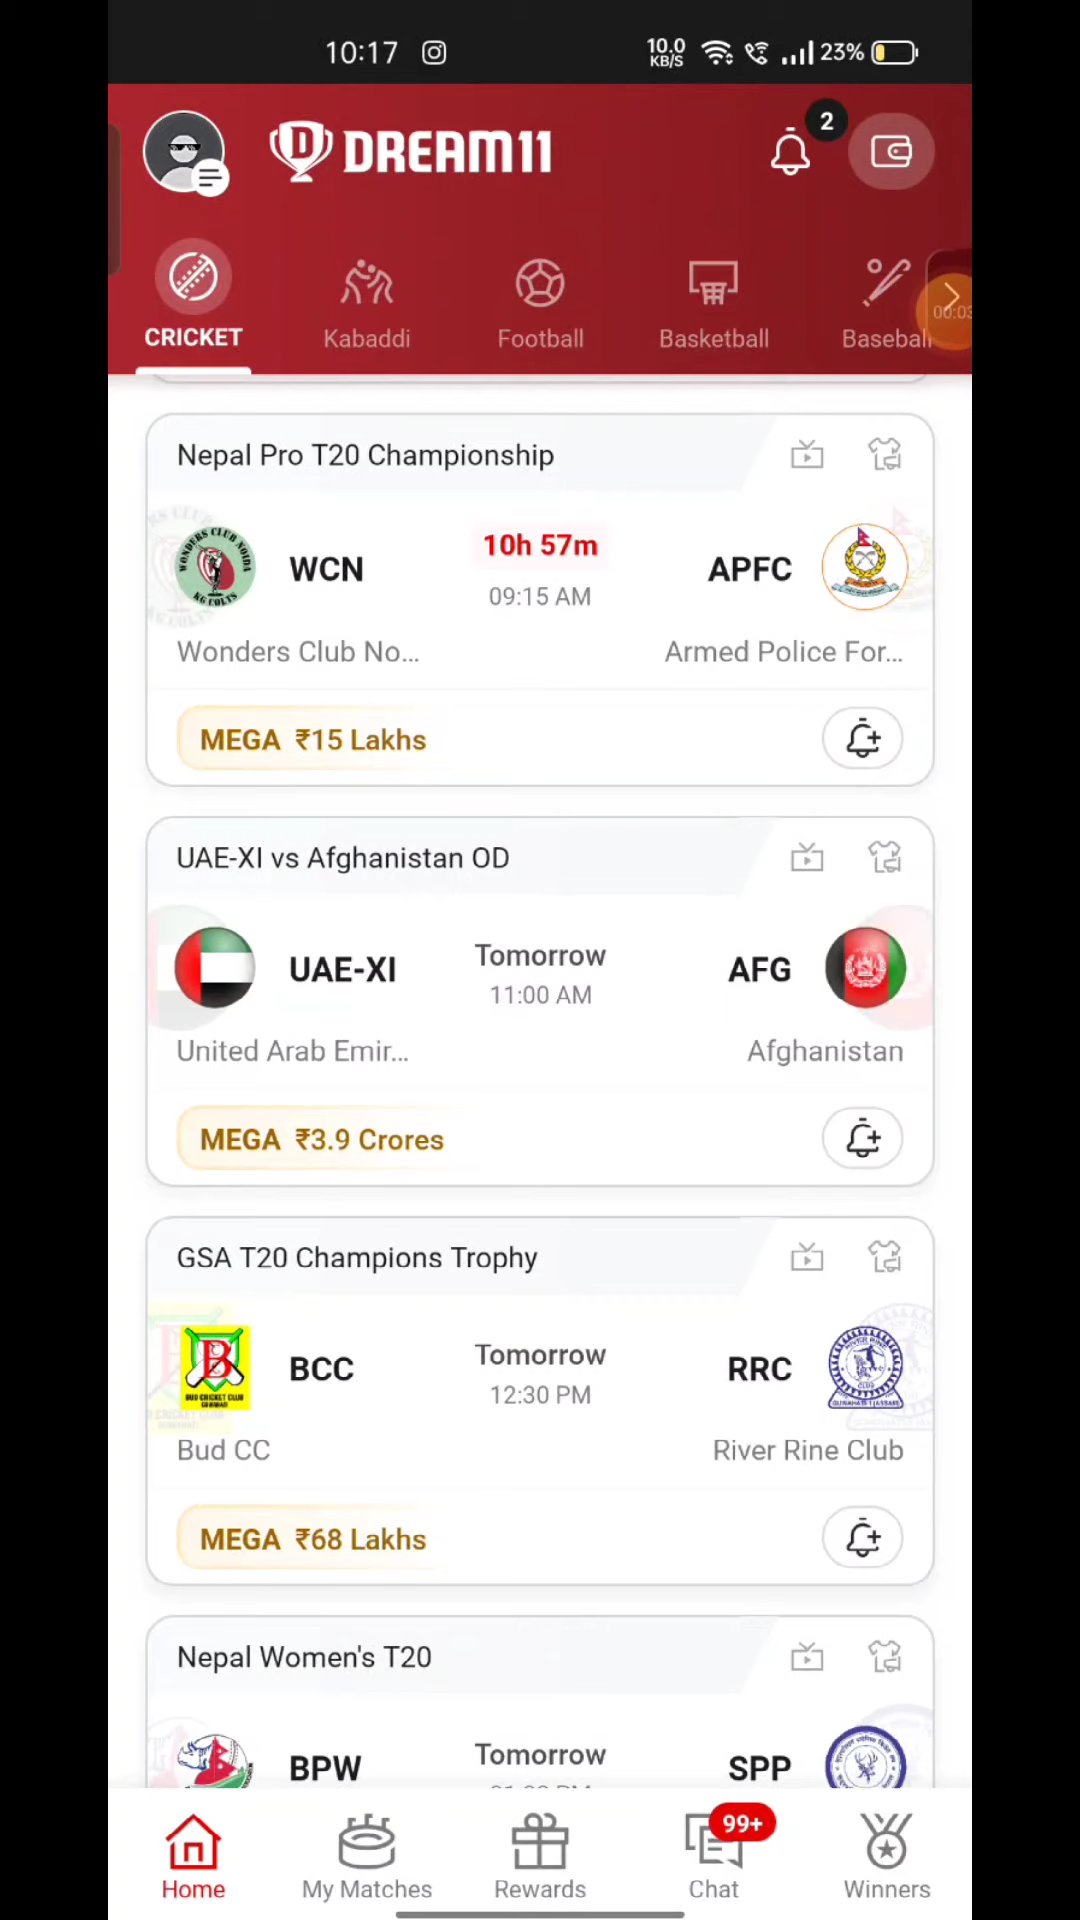 10:17
10.0
KB/S
23%
2
DREAM11
CRICKET
Kabaddi
Football
Basketball
Baseball
00:03
Nepal Pro T20 Championship
WCN
10h 57m
09:15 AM
APFC
Wonders Club No...
Armed Police For...
MEGA ₹15 Lakhs
UAE-XI vs Afghanistan OD
UAE-XI
Tomorrow
11:00 AM
AFG
United Arab Emir...
Afghanistan
MEGA ₹3.9 Crores
GSA T20 Champions Trophy
BCC
Tomorrow
12:30 PM
RRC
Bud CC
River Rine Club
MEGA ₹68 Lakhs
Nepal Women's T20
BPW
Tomorrow
SPP
99+
Home
My Matches
Rewards
Chat
Winners